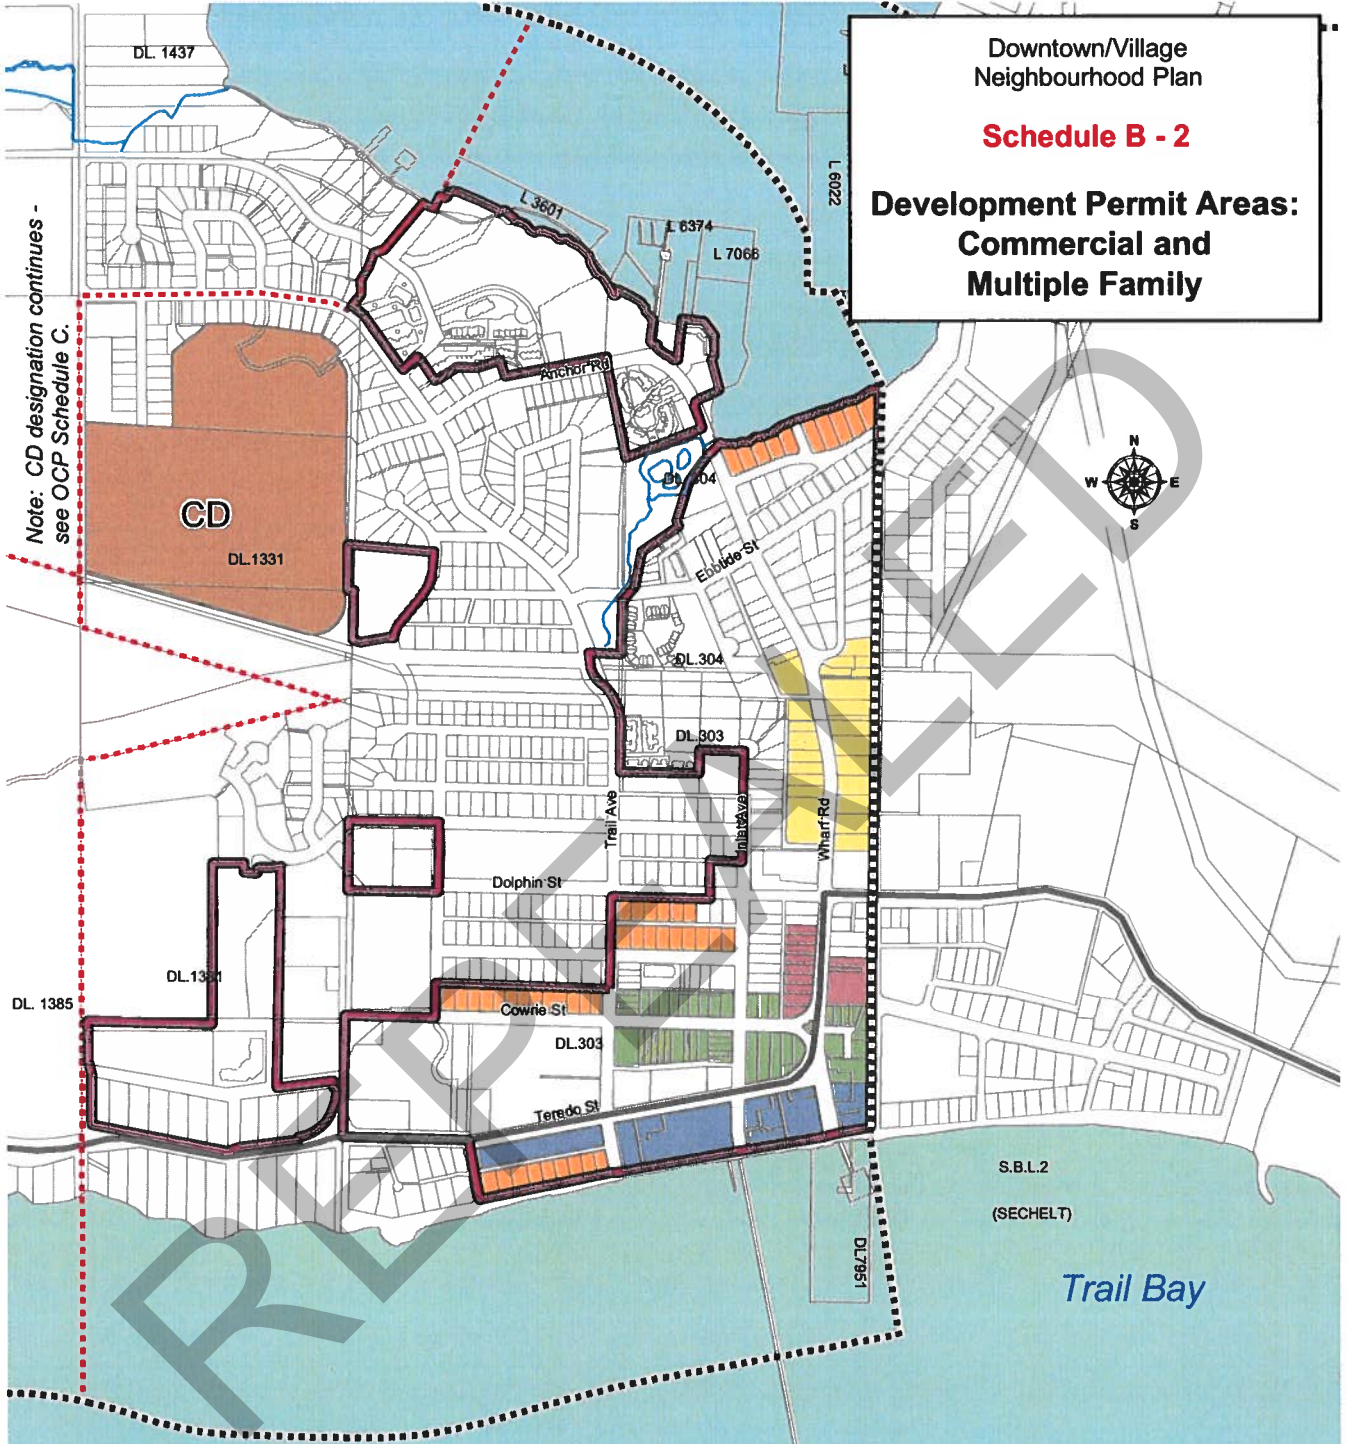 Downtown/Village
Neighbourhood Plan
Schedule B - 2
Development Permit Areas:
Commercial and
Multiple Family
DL. 1437
L 3601
L 6374
L 7066
L 6022
Note: CD designation continues -
see OCP Schedule C.
Anchor Rd
N
W
E
S
CD
DL.1331
Ebbtide St
DL.304
DL.303
Trail Ave
Inlet Ave
Wharf Rd
Dolphin St
DL. 1385
Cowrie St
DL.303
Teredo St
S.B.L.2
(SECHELT)
DL7951
Trail Bay
REPEALED